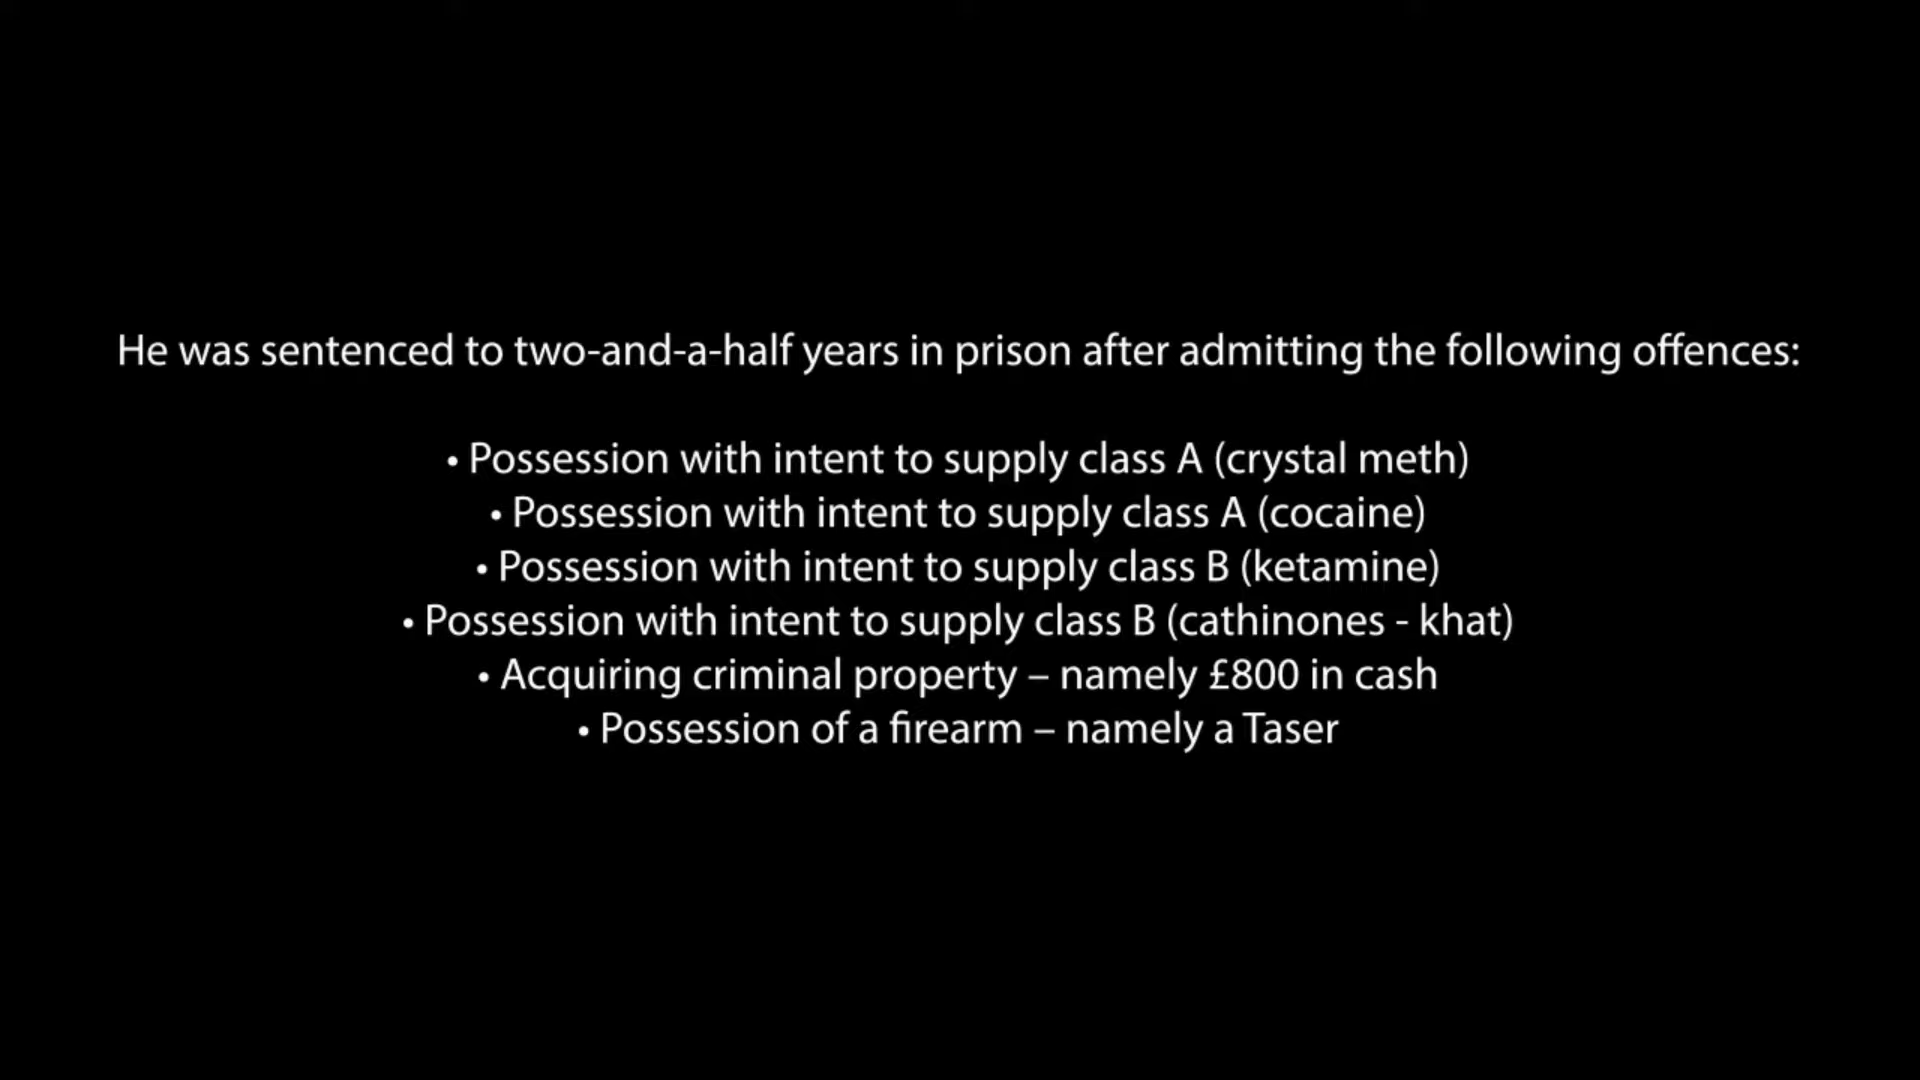 He was sentenced to two-and-a-half years in prison after admitting the following offences:
• Possession with intent to supply class A (crystal meth)
• Possession with intent to supply class A (cocaine)
• Possession with intent to supply class B (ketamine)
• Possession with intent to supply class B (cathinones - khat)
• Acquiring criminal property – namely £800 in cash
• Possession of a firearm – namely a Taser